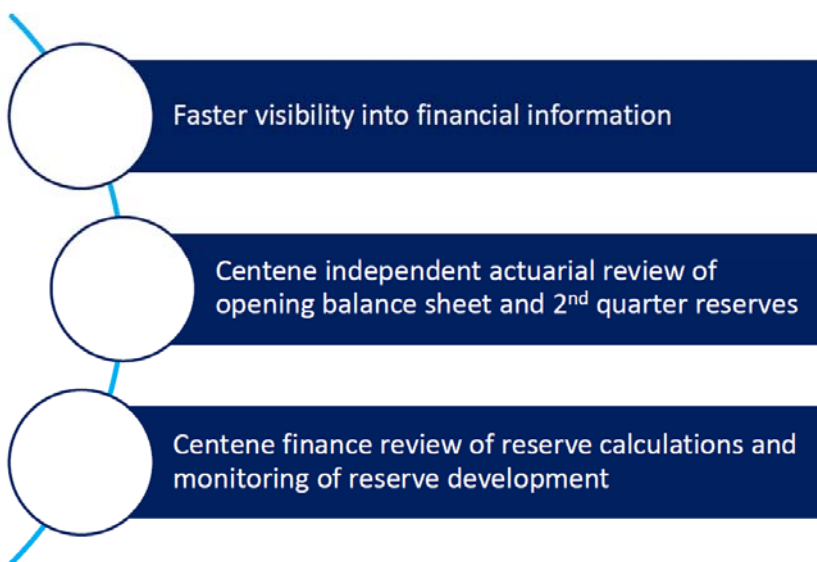 Faster visibility into financial information
Centene independent actuarial review of
opening balance sheet and 2nd quarter reserves
Centene finance review of reserve calculations and
monitoring of reserve development